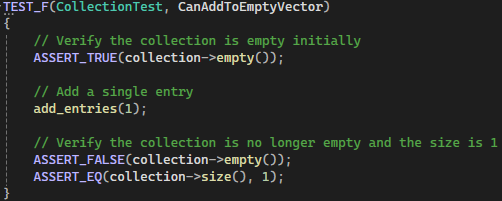 TEST_F(CollectionTest, CanAddToEmptyVector)
{
    // Verify the collection is empty initially
    ASSERT_TRUE(collection->empty());

    // Add a single entry
    add_entries(1);

    // Verify the collection is no longer empty and the size is 1
    ASSERT_FALSE(collection->empty());
    ASSERT_EQ(collection->size(), 1);
}